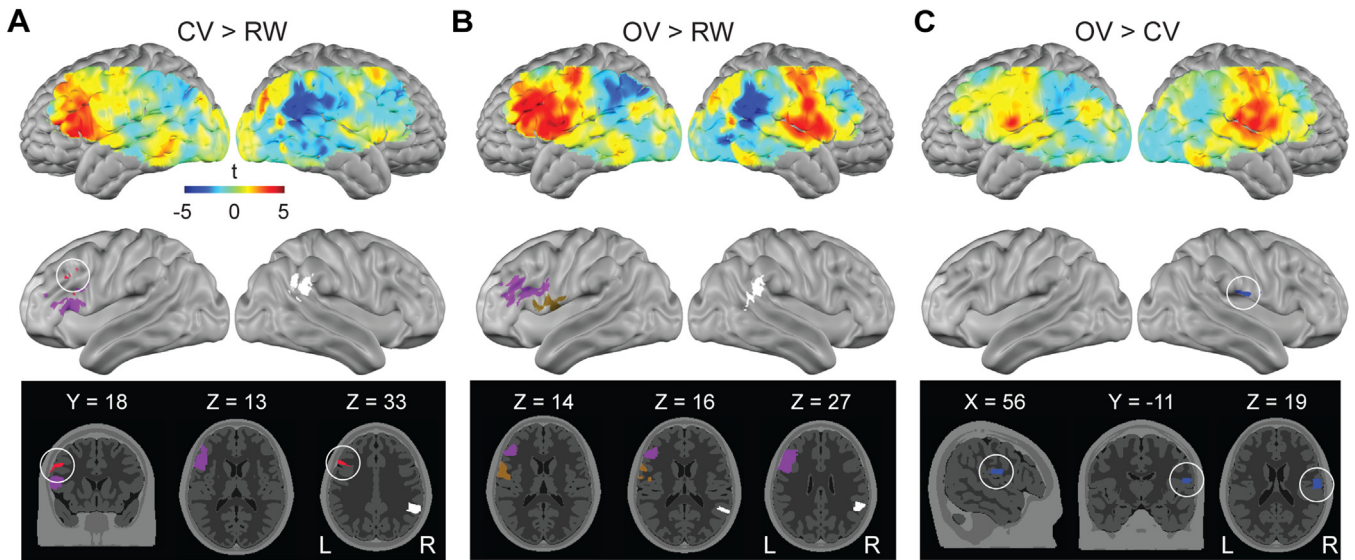 A
CV > RW
B
OV > RW
C
OV > CV
t
-5 0 5
Y = 18 Z = 13 Z = 33
L R
Z = 14 Z = 16 Z = 27
L R
X = 56 Y = -11 Z = 19
L R